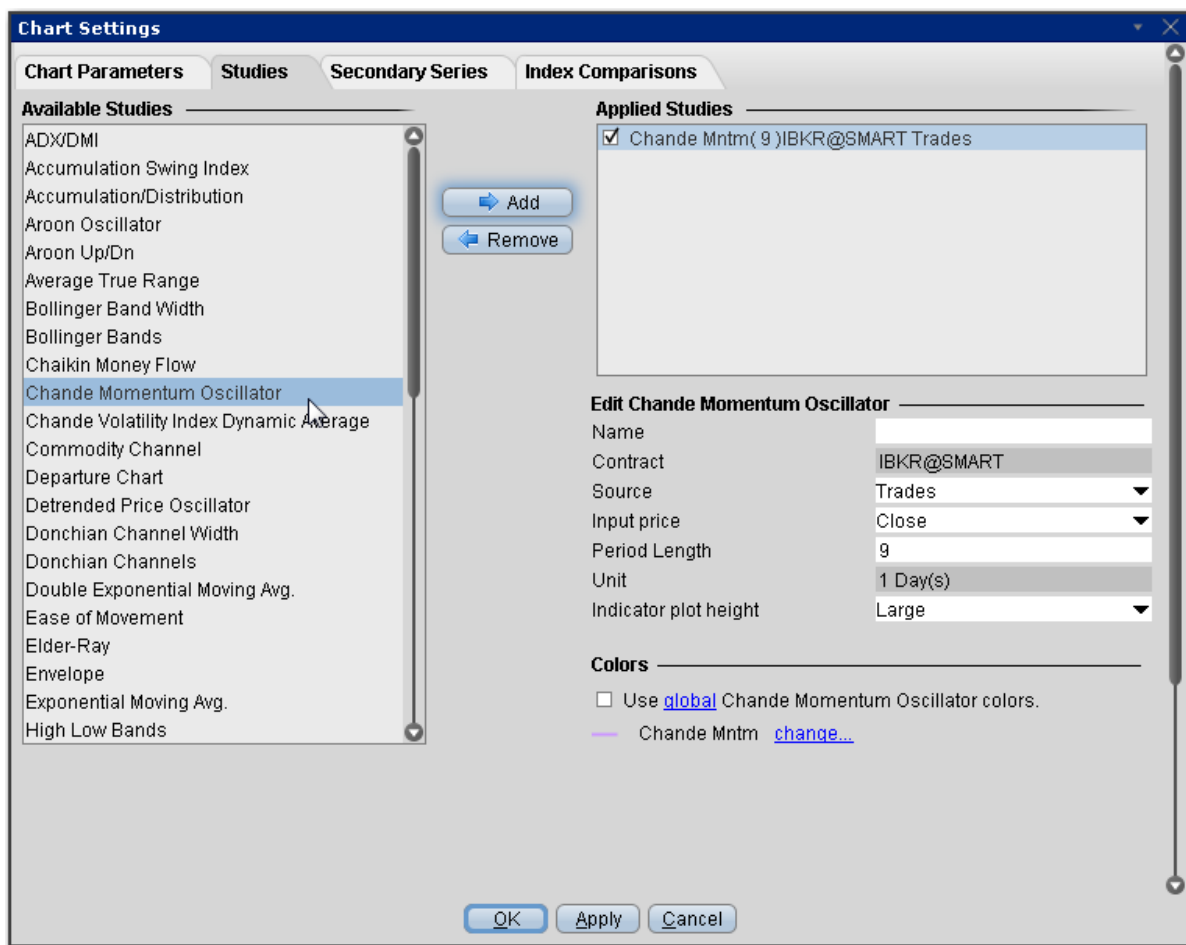 Chart Settings
Chart Parameters
Studies
Secondary Series
Index Comparisons
Available Studies
ADX/DMI
Accumulation Swing Index
Accumulation/Distribution
Aroon Oscillator
Aroon Up/Dn
Average True Range
Bollinger Band Width
Bollinger Bands
Chaikin Money Flow
Chande Momentum Oscillator
Chande Volatility Index Dynamic Average
Commodity Channel
Departure Chart
Detrended Price Oscillator
Donchian Channel Width
Donchian Channels
Double Exponential Moving Avg.
Ease of Movement
Elder-Ray
Envelope
Exponential Moving Avg.
High Low Bands
Add
Remove
Applied Studies
Chande Mntm( 9 )IBKR@SMART Trades
Edit Chande Momentum Oscillator
Name
Contract IBKR@SMART
Source Trades
Input price Close
Period Length 9
Unit 1 Day(s)
Indicator plot height Large
Colors
Use global Chande Momentum Oscillator colors.
Chande Mntm change...
OK Apply Cancel